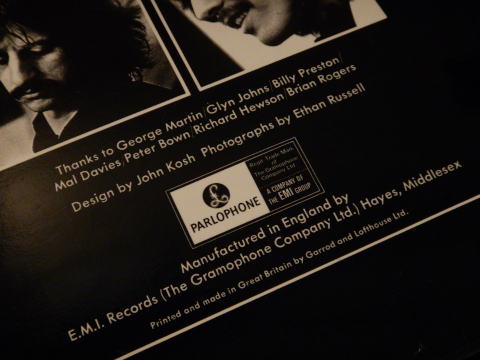 Thanks to George Martin/Glyn Johns/Billy Preston/
Mal Davies/Peter Bown/Richard Hewson/Brian Rogers
Design by John Kosh Photographs by Ethan Russell
£
PARLOPHONE
Regd. Trade Mark
of
The Gramophone
Company Ltd
A COMPANY OF
THE EMI GROUP
Manufactured in England by
E.M.I. Records (The Gramophone Company Ltd.) Hayes, Middlesex
Printed and made in Great Britain by Garrod and Lofthouse Ltd.